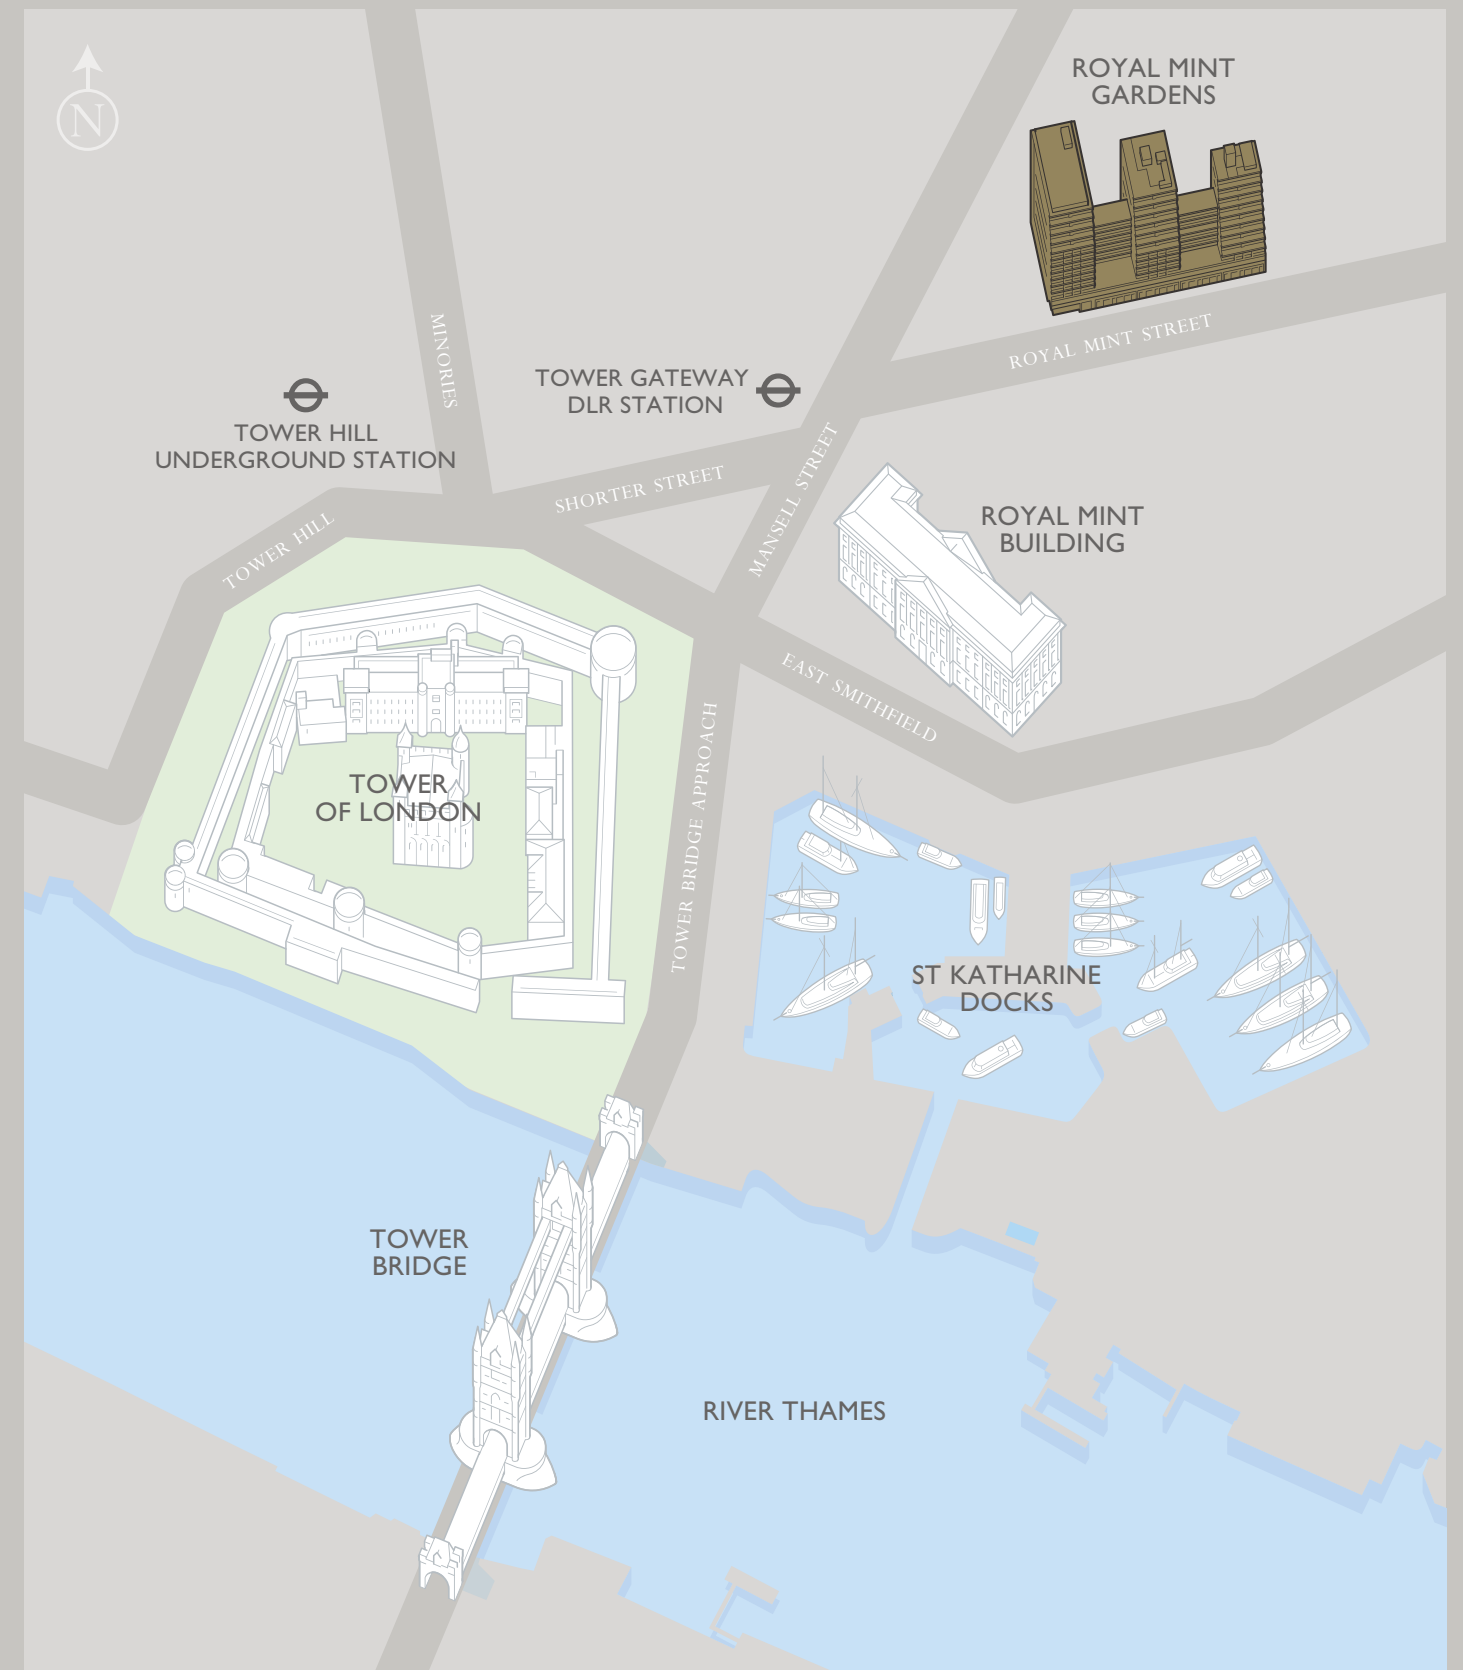 N
ROYAL MINT
GARDENS
MINORIES
ROYAL MINT STREET
TOWER GATEWAY
DLR STATION
TOWER HILL
UNDERGROUND STATION
SHORTER STREET
MANSELL STREET
ROYAL MINT
BUILDING
TOWER HILL
EAST SMITHFIELD
TOWER BRIDGE APPROACH
TOWER
OF LONDON
ST KATHARINE
DOCKS
TOWER
BRIDGE
RIVER THAMES